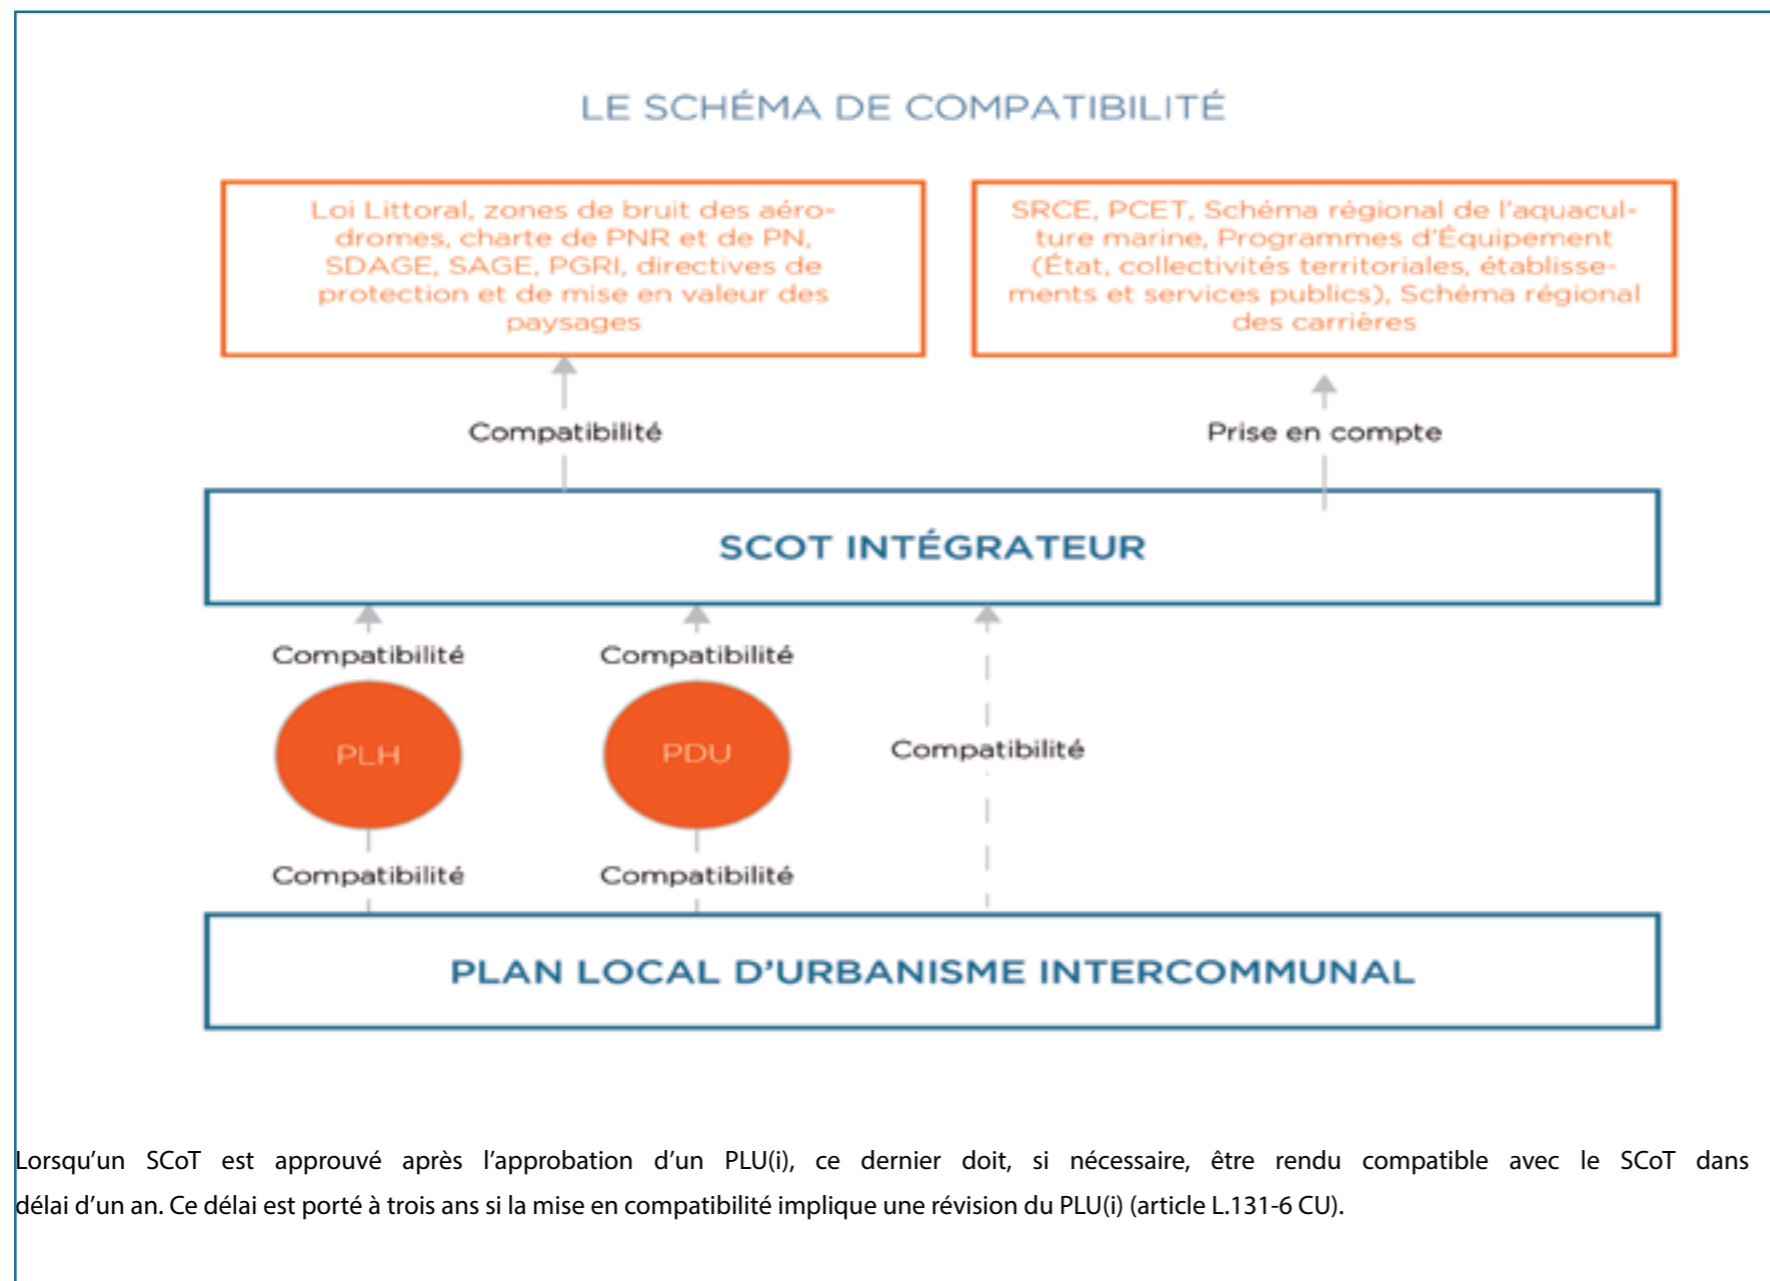 LE SCHÉMA DE COMPATIBILITÉ
Loi Littoral, zones de bruit des aéro-
dromes, charte de PNR et de PN,
SDAGE, SAGE, PGRI, directives de
protection et de mise en valeur des
paysages
SRCE, PCET, Schéma régional de l'aquacul-
ture marine, Programmes d'Équipement
(État, collectivités territoriales, établisse-
ments et services publics), Schéma régional
des carrières
Compatibilité
Prise en compte
SCOT INTÉGRATEUR
Compatibilité
Compatibilité
PLH
PDU
Compatibilité
Compatibilité
Compatibilité
PLAN LOCAL D'URBANISME INTERCOMMUNAL
Lorsqu'un SCoT est approuvé après l'approbation d'un PLU(i), ce dernier doit, si nécessaire, être rendu compatible avec le SCoT dans
délai d'un an. Ce délai est porté à trois ans si la mise en compatibilité implique une révision du PLU(i) (article L.131-6 CU).